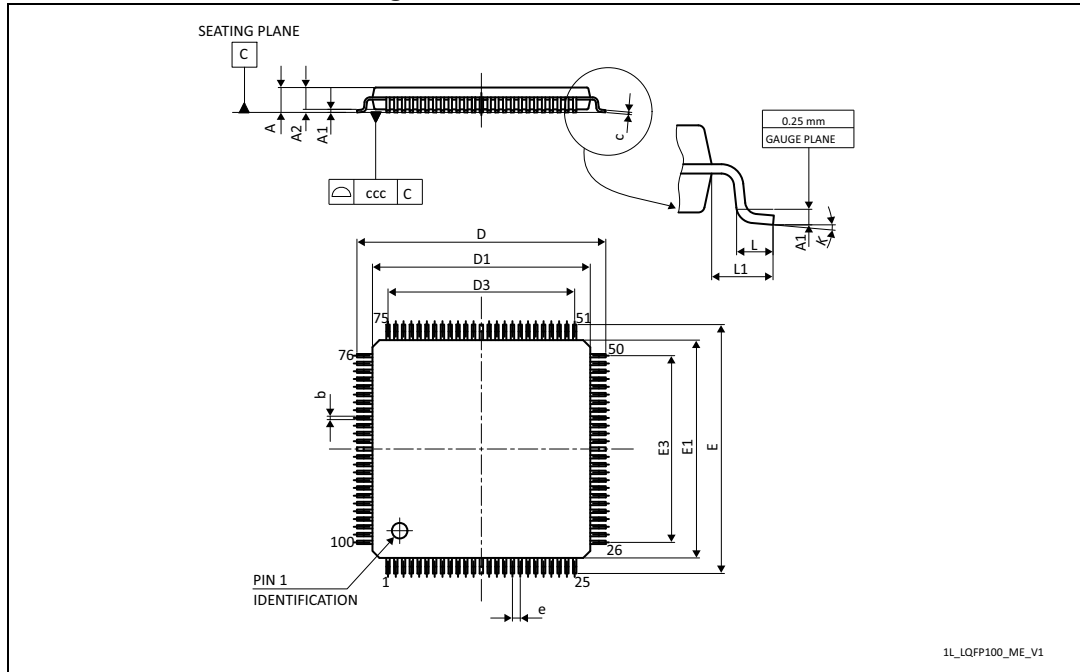 SEATING PLANE
C
A
A2
A1
c
0.25 mm
GAUGE PLANE
ccc C
A1
K
L
L1
D
D1
D3
75
51
76
50
b
E3
E1
E
100
26
PIN 1
IDENTIFICATION
1
25
e
1L_LQFP100_ME_V1